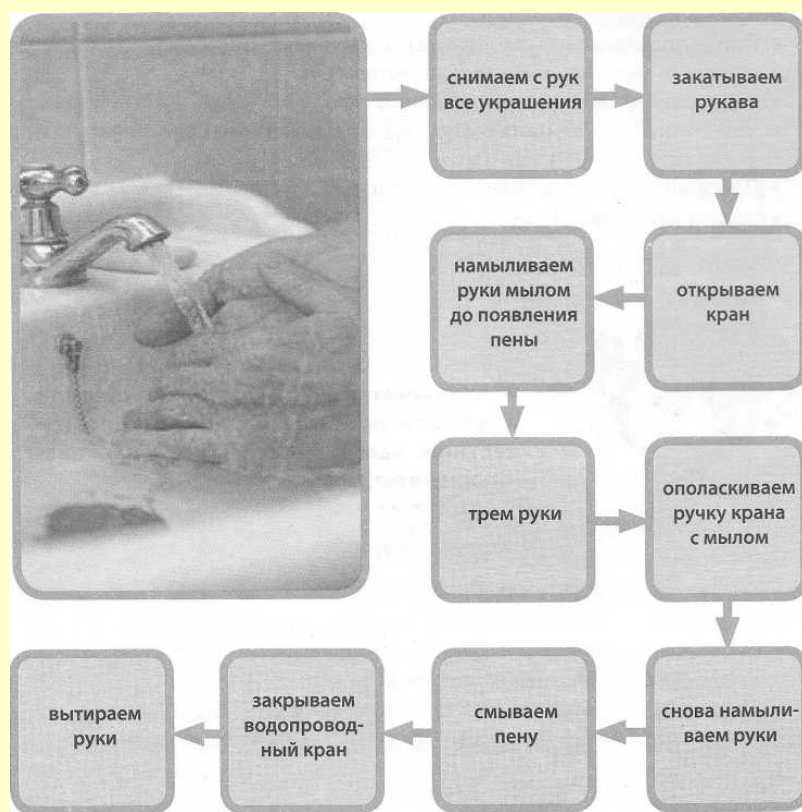 снимаем с рук
все украшения
закатываем
рукава
открываем
кран
намыливаем
руки мылом
до появления
пены
трем руки
ополаскиваем
ручку крана
с мылом
снова намыли-
ваем руки
смываем
пену
закрываем
водопровод-
ный кран
вытираем
руки